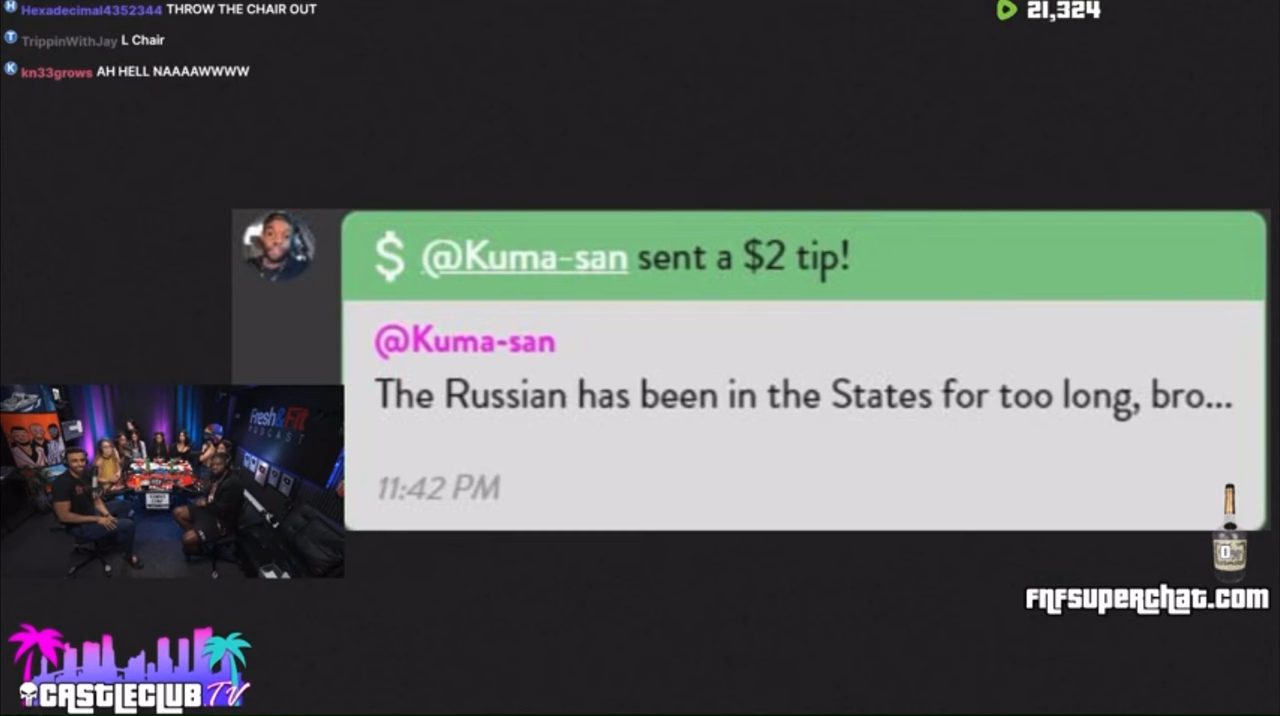 Hexadecimal4352344 THROW THE CHAIR OUT
TrippinWithJay L Chair
kn33grows AH HELL NAAAAWWWW
21,324
$ @Kuma-san sent a $2 tip!
@Kuma-san
The Russian has been in the States for too long, bro...
11:42 PM
Fresh&Fit
PODCAST
fnfsuperchat.com
CASTLECLUB TV